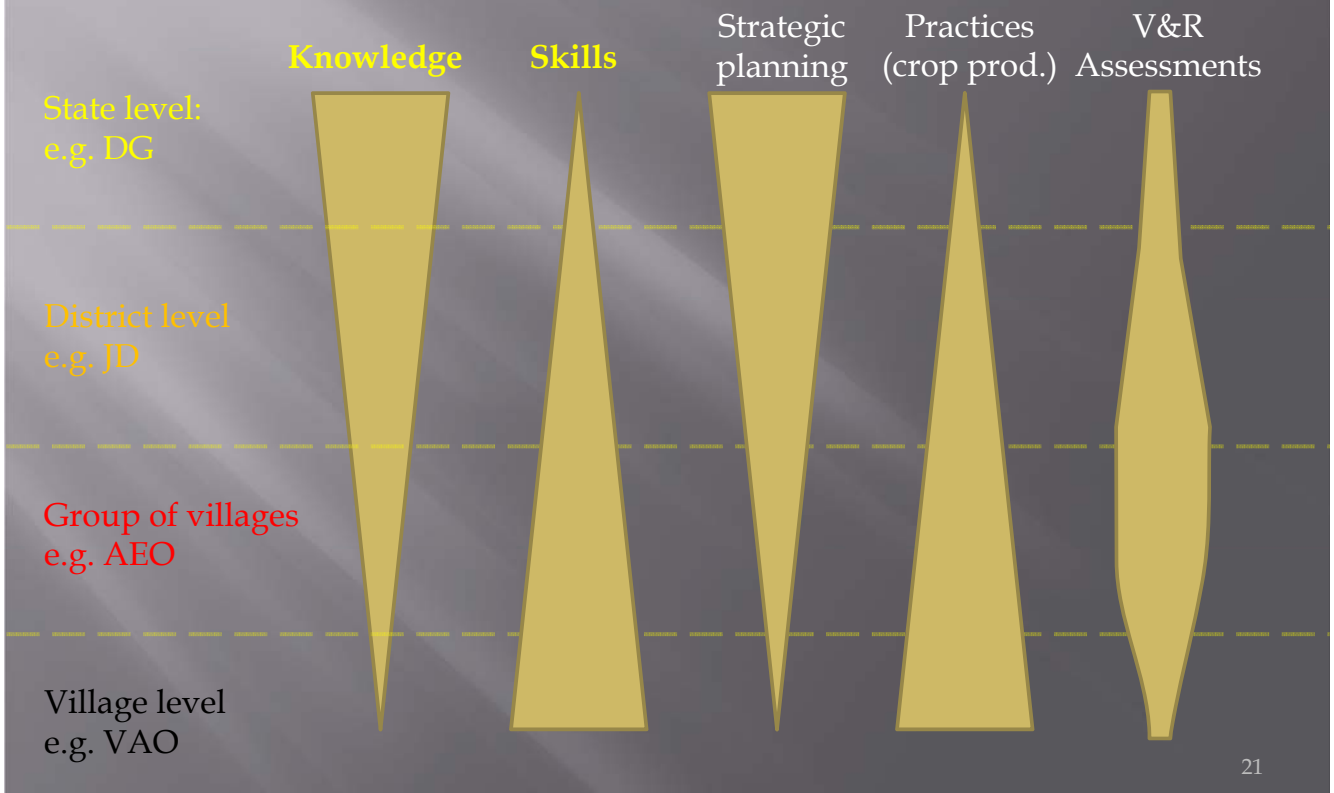 Knowledge
Skills
Strategic
planning
Practices
(crop prod.)
V&R
Assessments
State level:
e.g. DG
District level
e.g. JD
Group of villages
e.g. AEO
Village level
e.g. VAO
21